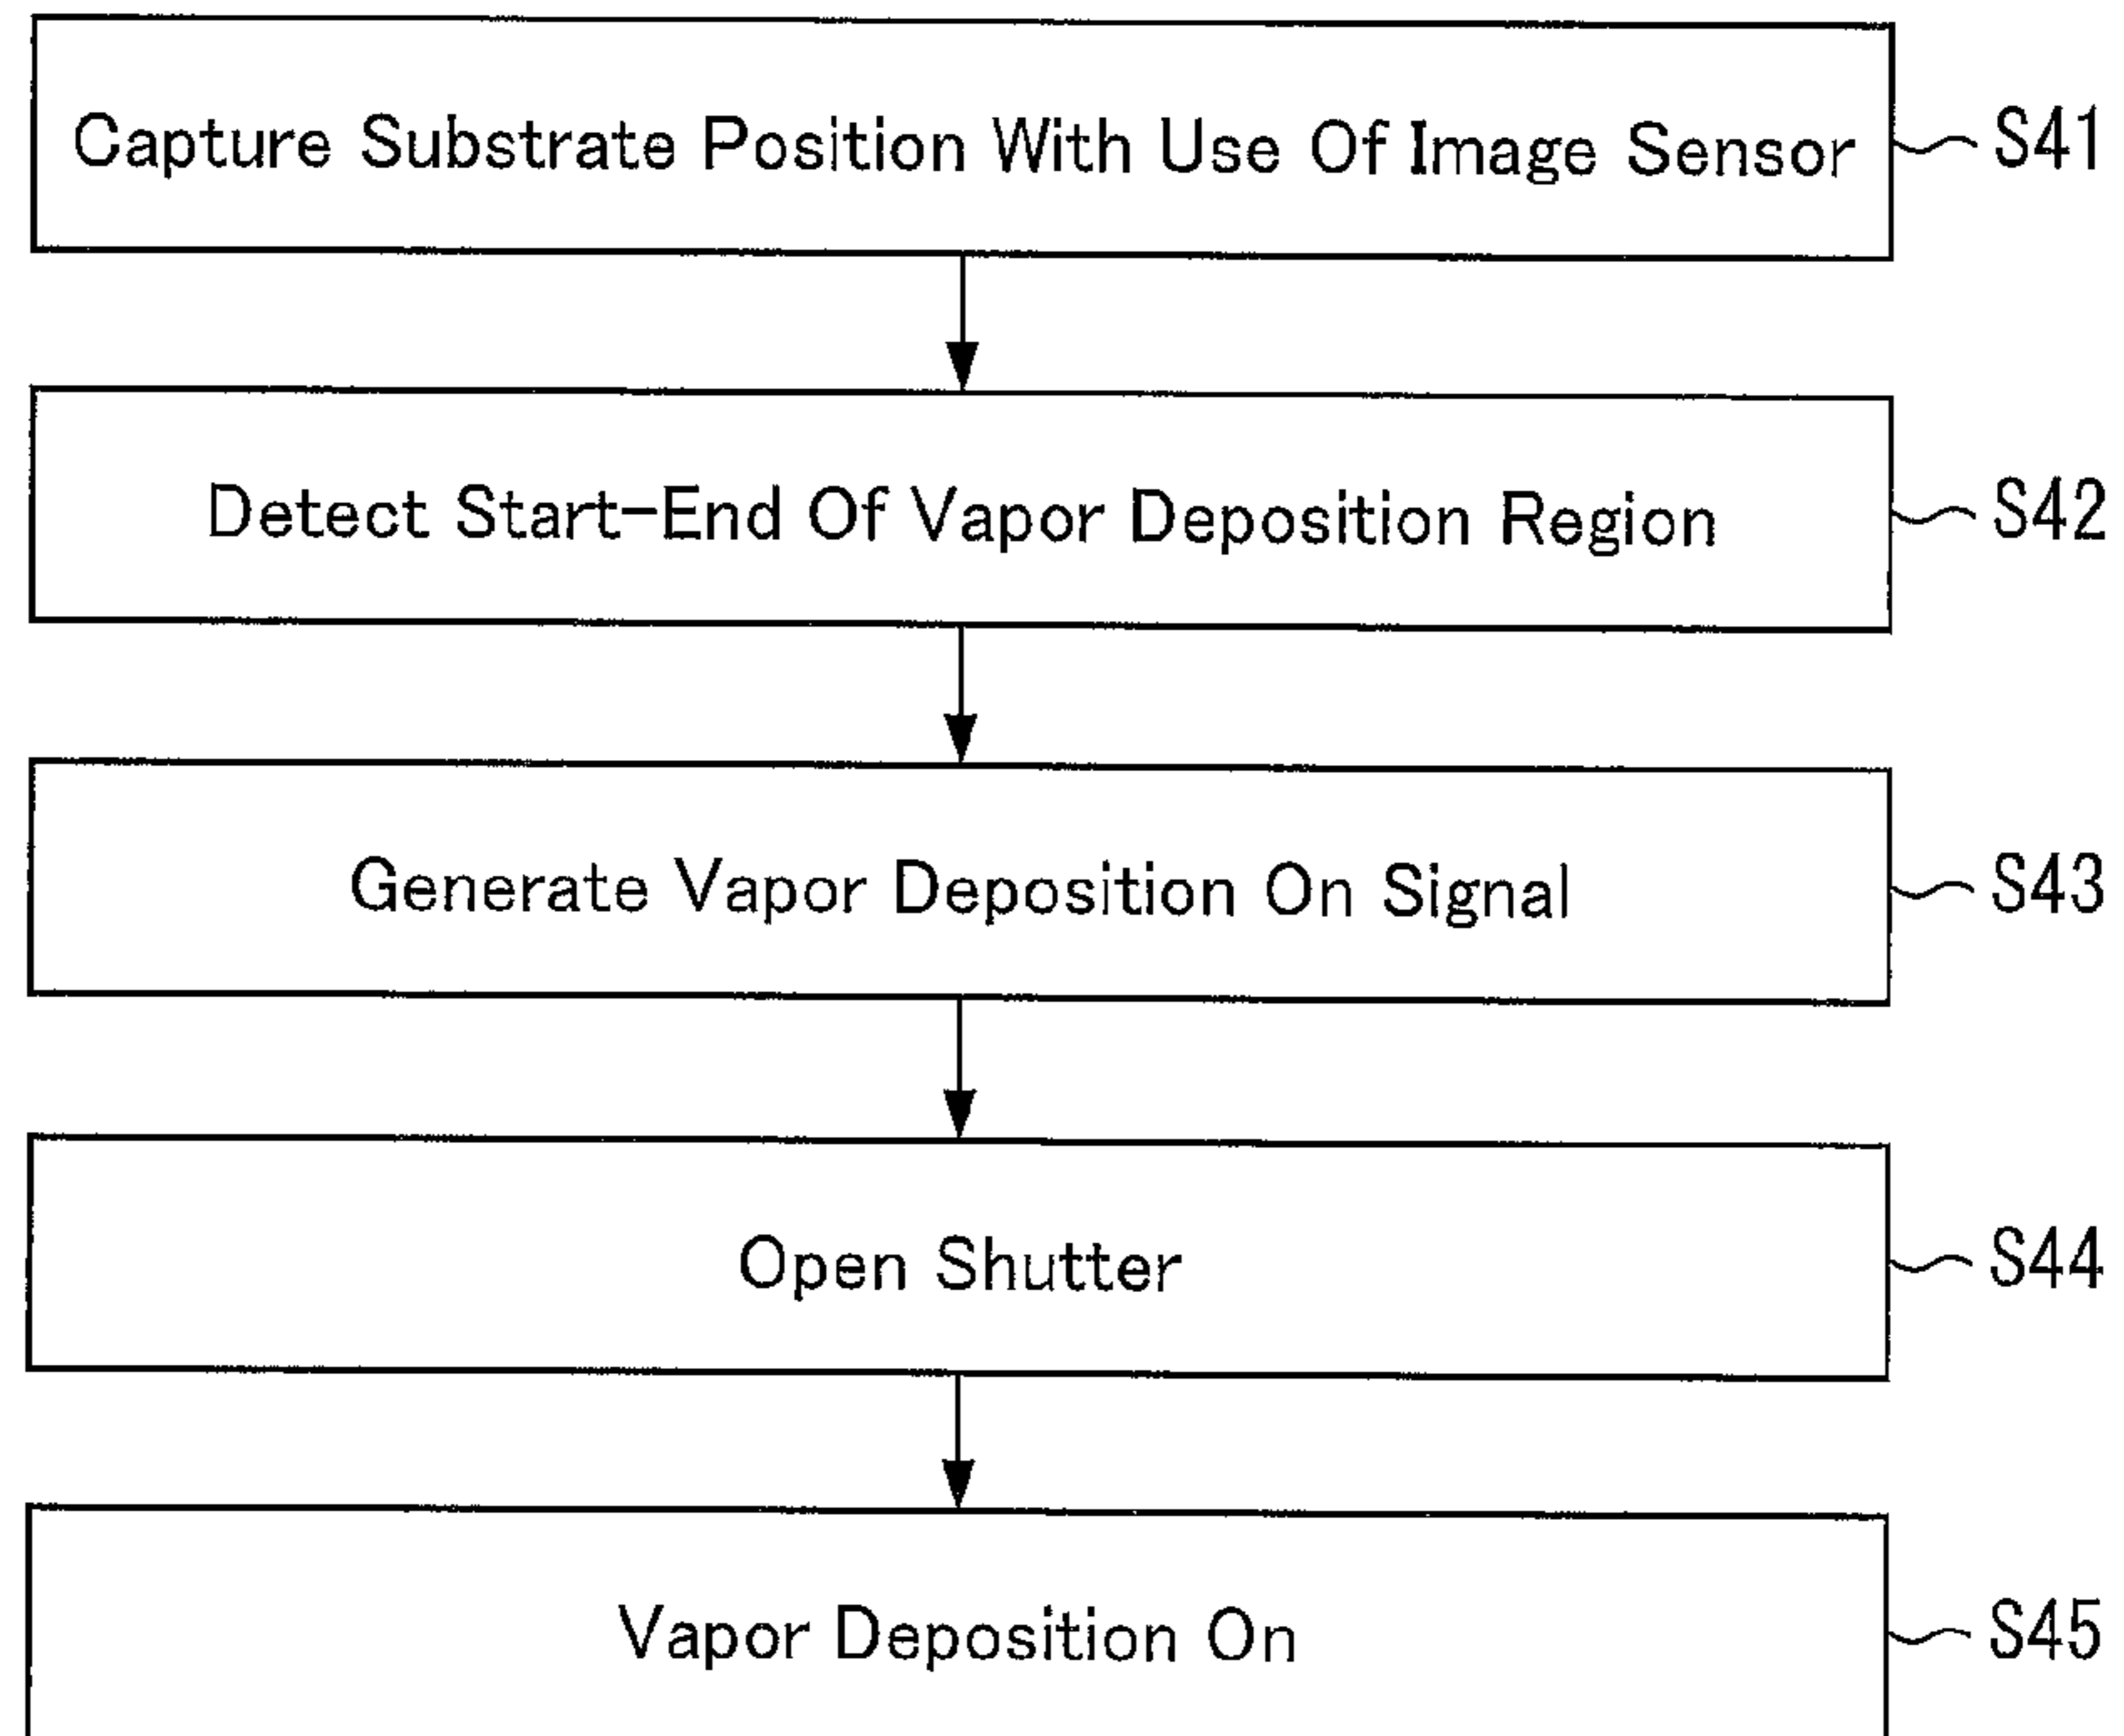 Capture Substrate Position With Use Of Image Sensor S41
Detect Start-End Of Vapor Deposition Region S42
Generate Vapor Deposition On Signal S43
Open Shutter S44
Vapor Deposition On S45